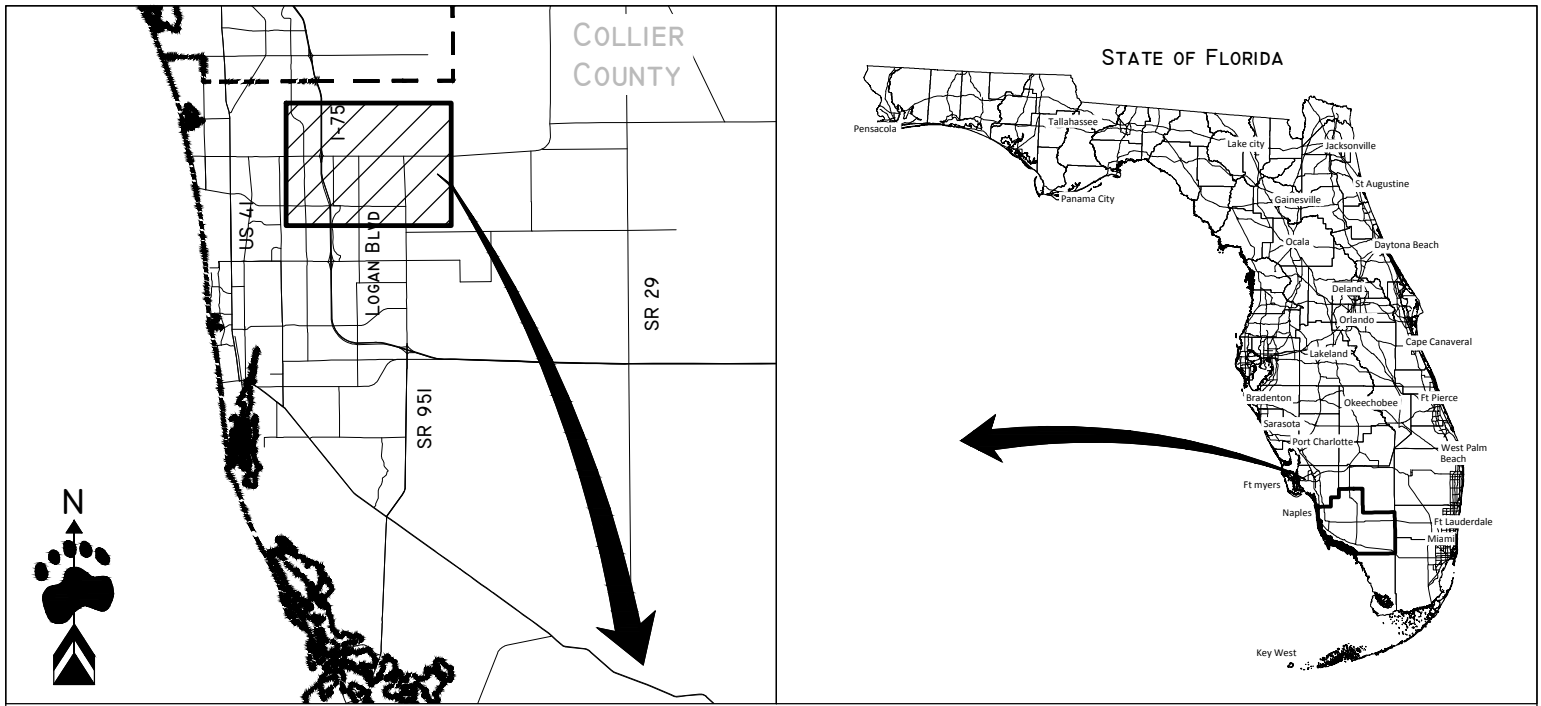 COLLIER
COUNTY
I-75
US 41
LOGAN BLVD
SR 29
SR 951
N
STATE OF FLORIDA
Pensacola
Tallahassee
Lake city
Jacksonville
Panama City
St Augustine
Gainesville
Ocala
Daytona Beach
Deland
Orlando
Cape Canaveral
Lakeland
Bradenton
Okeechobee
Ft Pierce
Sarasota
Port Charlotte
West Palm
Beach
Ft myers
Naples
Ft Lauderdale
Miami
Key West